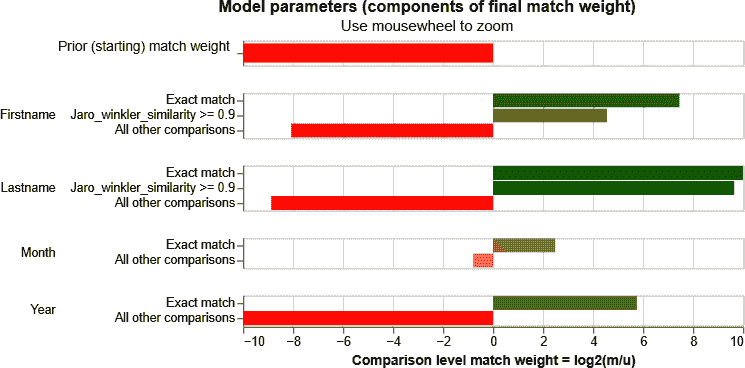 Model parameters (components of final match weight)
Use mousewheel to zoom
Prior (starting) match weight
Exact match
Firstname Jaro_winkler_similarity >= 0.9
All other comparisons
Exact match
Lastname Jaro_winkler_similarity >= 0.9
All other comparisons
Exact match
Month
All other comparisons
Exact match
Year
All other comparisons
−10 −8 −6 −4 −2 0 2 4 6 8 10
Comparison level match weight = log2(m/u)